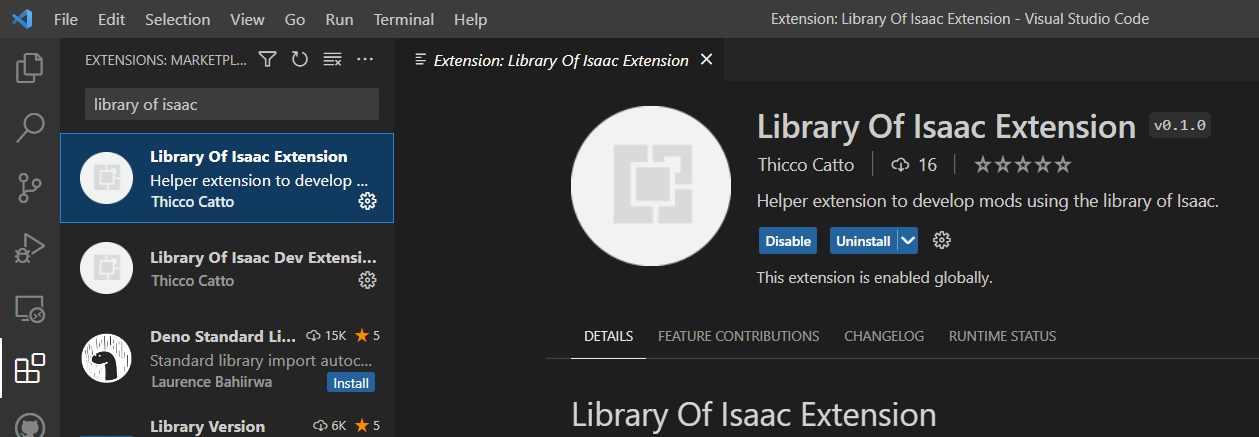 File Edit Selection View Go Run Terminal Help
Extension: Library Of Isaac Extension - Visual Studio Code
EXTENSIONS: MARKETPL...
library of isaac
Library Of Isaac Extension
Helper extension to develop ...
Thicco Catto
Library Of Isaac Dev Extensi...
Thicco Catto
Deno Standard Li... 15K 5
Standard library import autoc...
Laurence Bahiirwa Install
Library Version 6K 5
Extension: Library Of Isaac Extension
Library Of Isaac Extension v0.1.0
Thicco Catto 16
Helper extension to develop mods using the library of Isaac.
Disable Uninstall
This extension is enabled globally.
DETAILS FEATURE CONTRIBUTIONS CHANGELOG RUNTIME STATUS
Library Of Isaac Extension